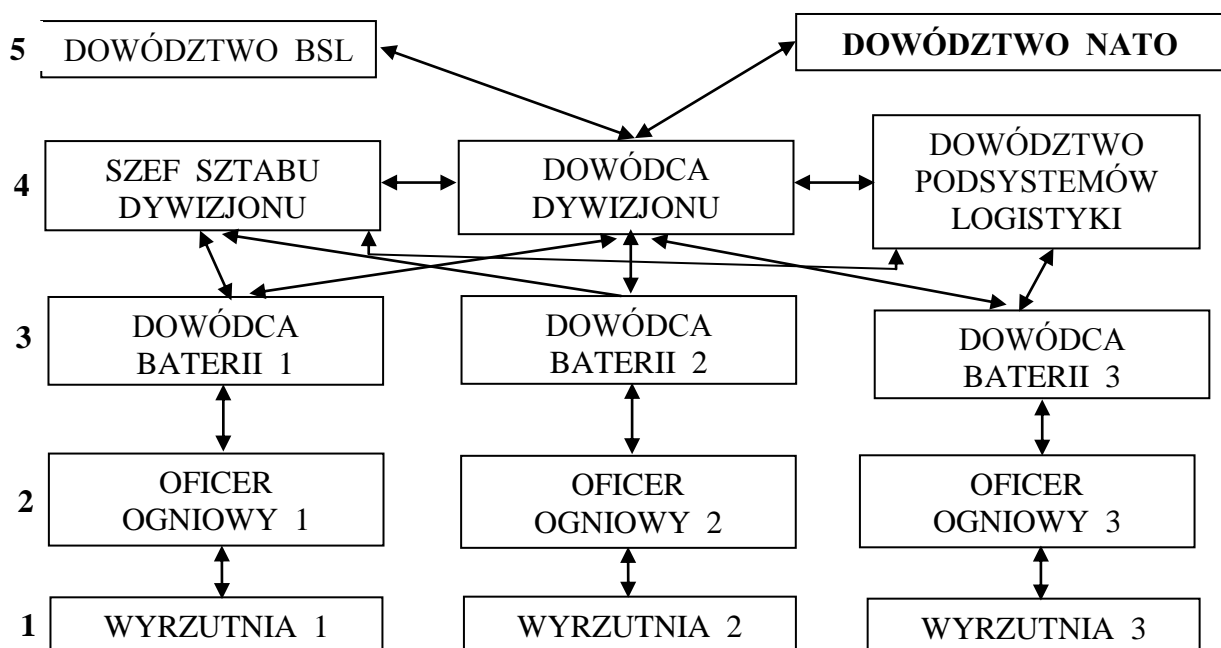 5
DOWÓDZTWO BSL
DOWÓDZTWO NATO
4
SZEF SZTABU
DYWIZJONU
DOWÓDCA
DYWIZJONU
DOWÓDZTWO
PODSYSTEMÓW
LOGISTYKI
3
DOWÓDCA
BATERII 1
DOWÓDCA
BATERII 2
DOWÓDCA
BATERII 3
2
OFICER
OGNIOWY 1
OFICER
OGNIOWY 2
OFICER
OGNIOWY 3
1
WYRZUTNIA 1
WYRZUTNIA 2
WYRZUTNIA 3